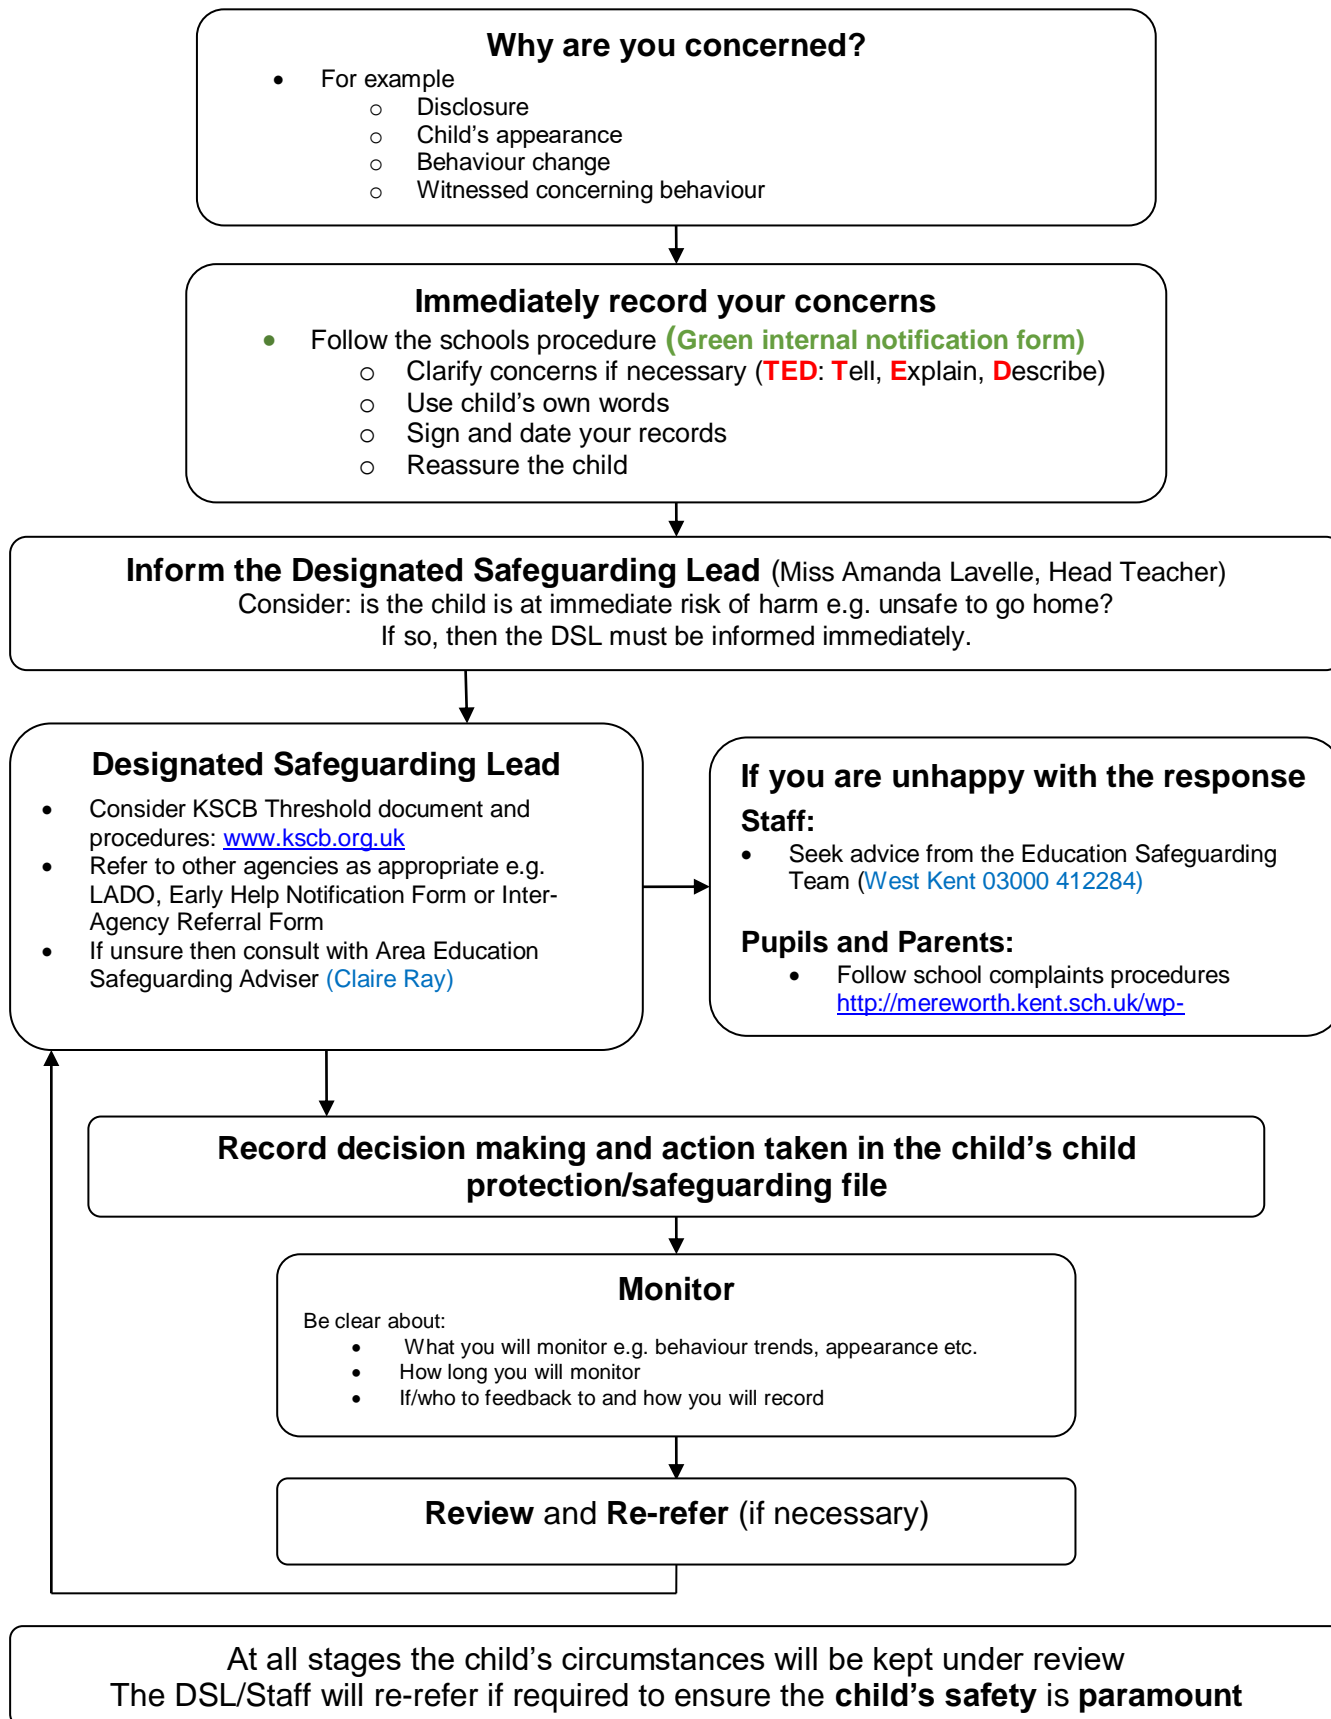 Why are you concerned?
• For example
o Disclosure
o Child’s appearance
o Behaviour change
o Witnessed concerning behaviour
Immediately record your concerns
• Follow the schools procedure (Green internal notification form)
o Clarify concerns if necessary (TED: Tell, Explain, Describe)
o Use child’s own words
o Sign and date your records
o Reassure the child
Inform the Designated Safeguarding Lead (Miss Amanda Lavelle, Head Teacher)
Consider: is the child is at immediate risk of harm e.g. unsafe to go home?
If so, then the DSL must be informed immediately.
Designated Safeguarding Lead
• Consider KSCB Threshold document and
procedures: www.kscb.org.uk
• Refer to other agencies as appropriate e.g.
LADO, Early Help Notification Form or Inter-
Agency Referral Form
• If unsure then consult with Area Education
Safeguarding Adviser (Claire Ray)
If you are unhappy with the response
Staff:
• Seek advice from the Education Safeguarding
Team (West Kent 03000 412284)
Pupils and Parents:
• Follow school complaints procedures
http://mereworth.kent.sch.uk/wp-
Record decision making and action taken in the child’s child
protection/safeguarding file
Monitor
Be clear about:
• What you will monitor e.g. behaviour trends, appearance etc.
• How long you will monitor
• If/who to feedback to and how you will record
Review and Re-refer (if necessary)
At all stages the child’s circumstances will be kept under review
The DSL/Staff will re-refer if required to ensure the child’s safety is paramount